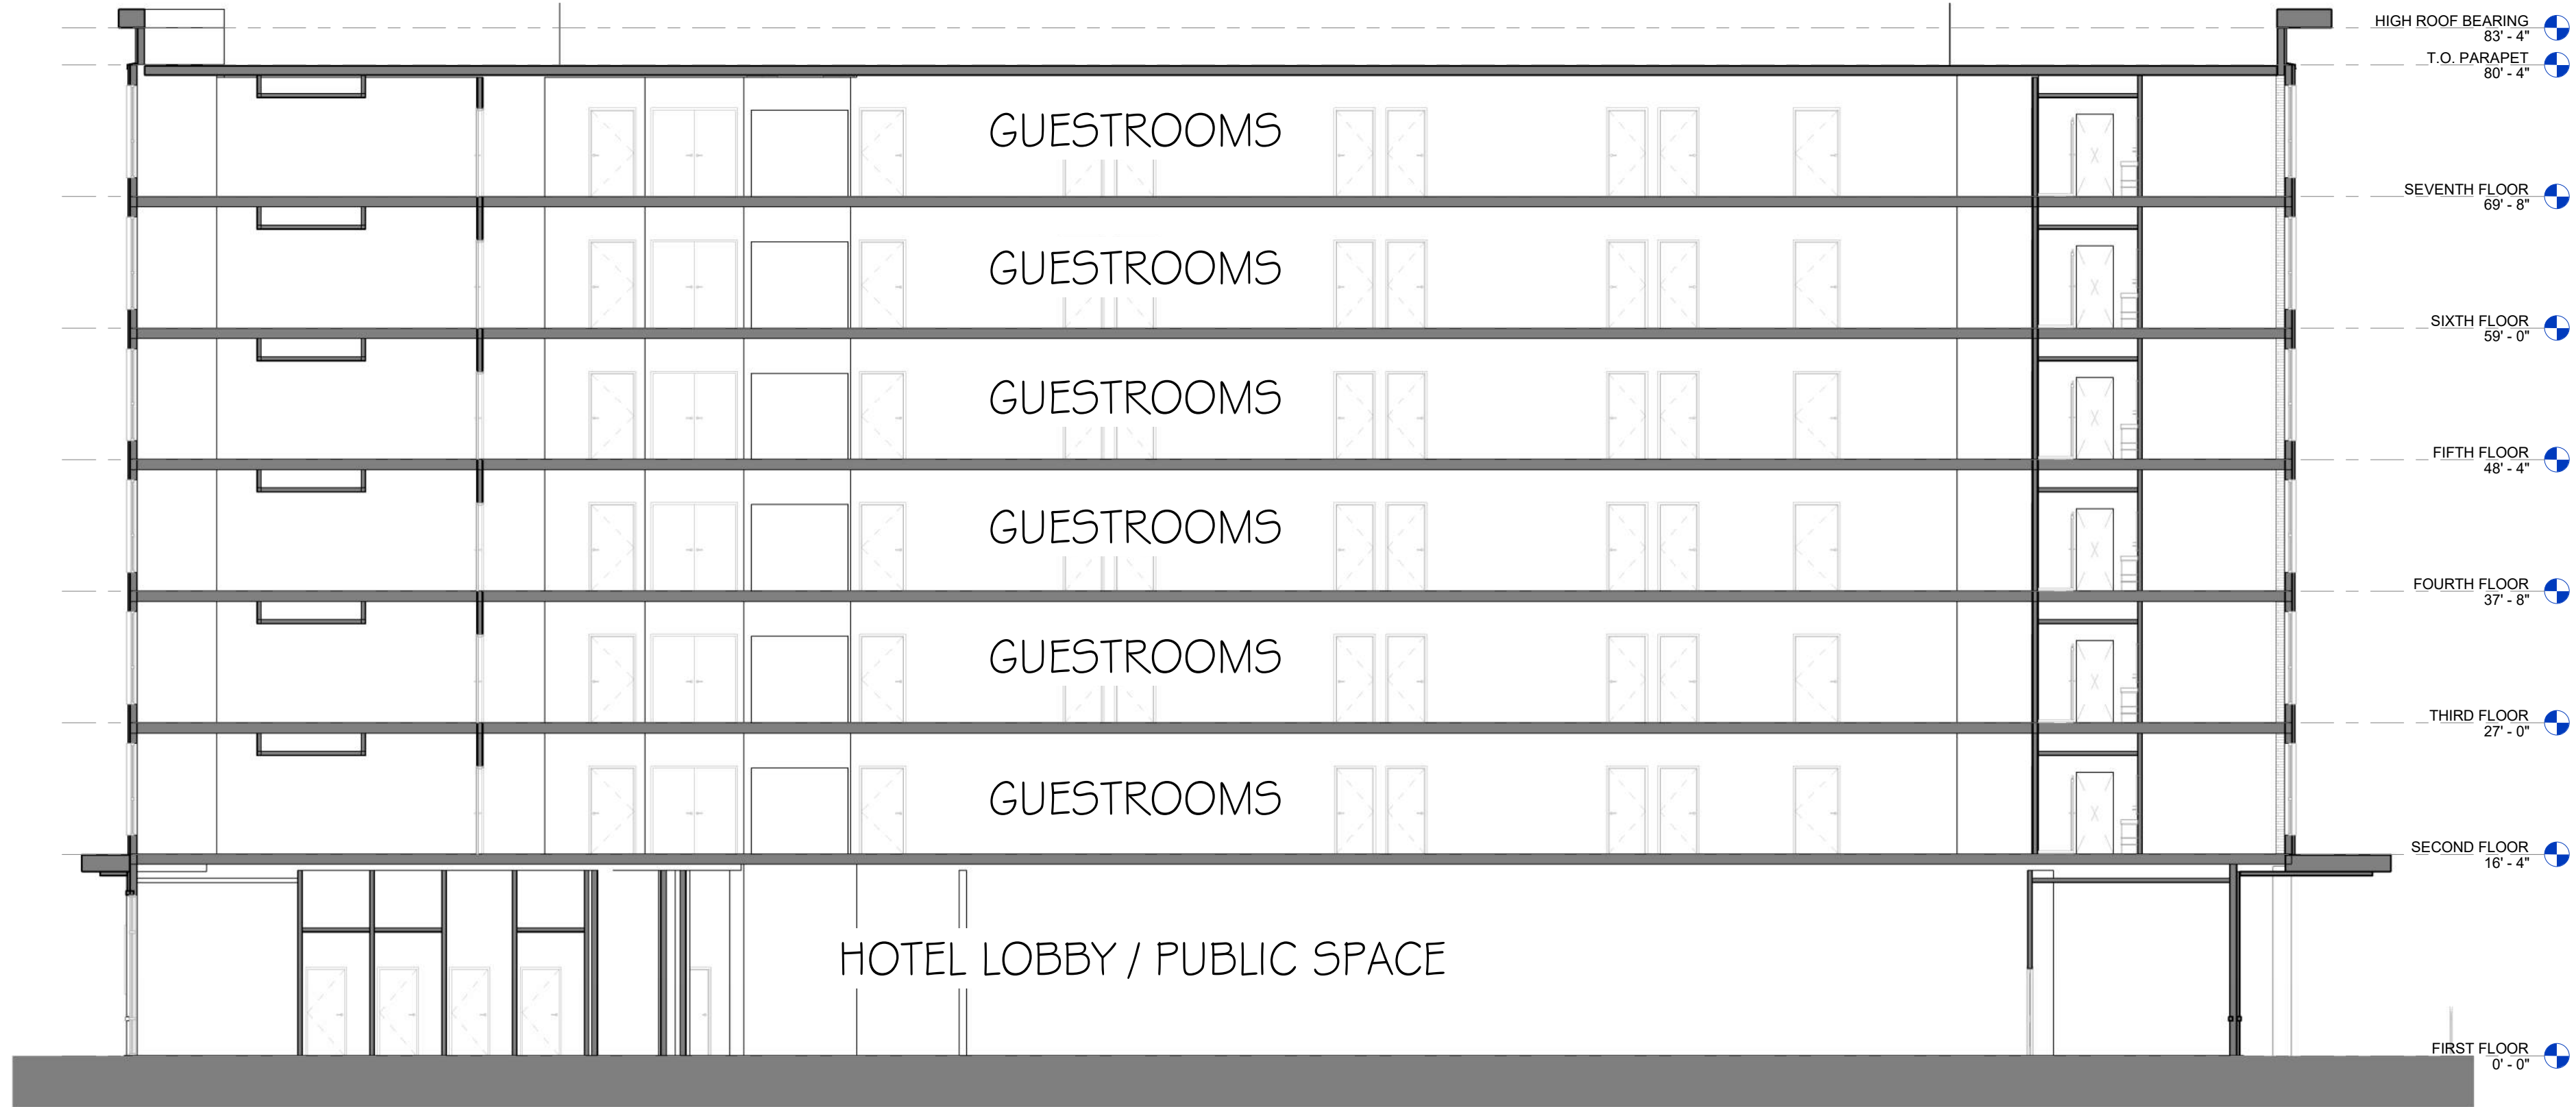 HIGH ROOF BEARING
83' - 4"
T.O. PARAPET
80' - 4"
GUESTROOMS
SEVENTH FLOOR
69' - 8"
GUESTROOMS
SIXTH FLOOR
59' - 0"
GUESTROOMS
FIFTH FLOOR
48' - 4"
GUESTROOMS
FOURTH FLOOR
37' - 8"
GUESTROOMS
THIRD FLOOR
27' - 0"
GUESTROOMS
SECOND FLOOR
16' - 4"
HOTEL LOBBY / PUBLIC SPACE
FIRST FLOOR
0' - 0"